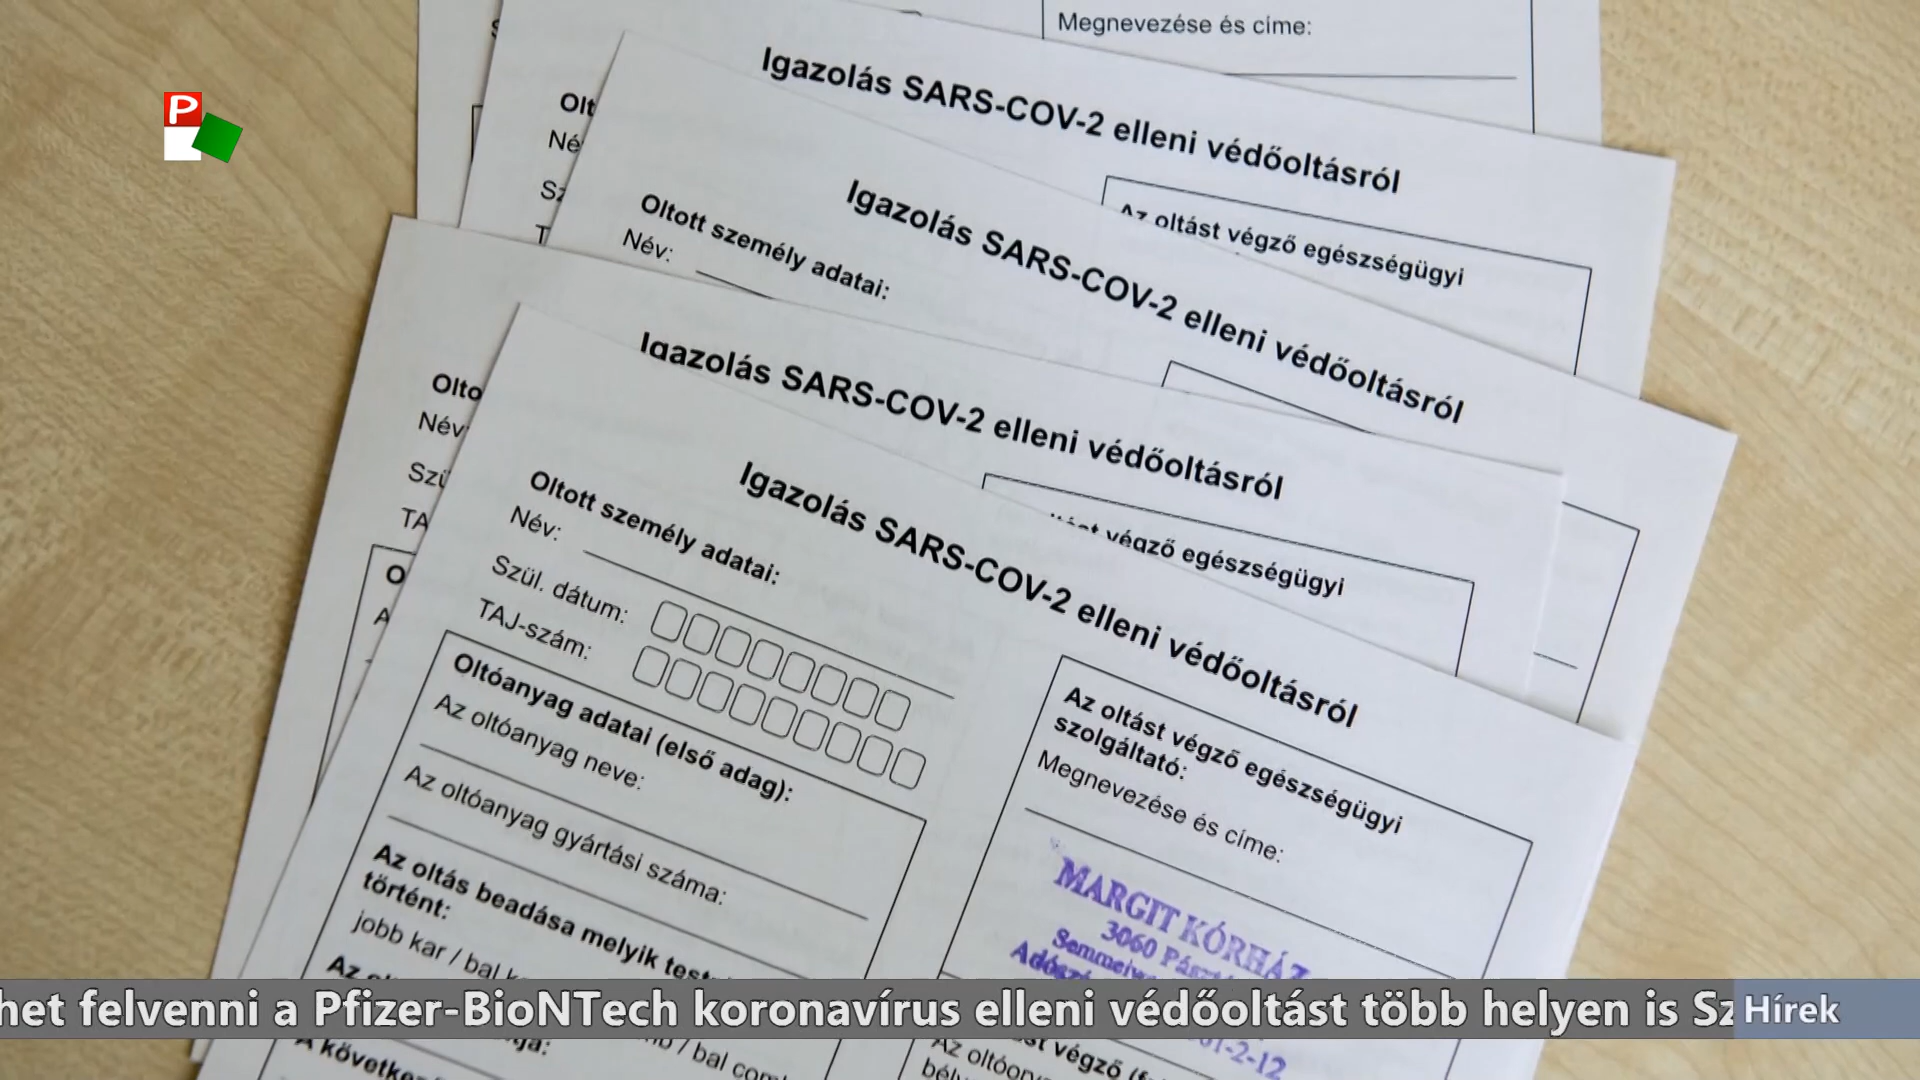 Megnevezése és címe:
Igazolás SARS-COV-2 elleni védőoltásról
Az oltást végző egészségügyi
Igazolás SARS-COV-2 elleni védőoltásról
Oltott személy adatai:
Név:
Igazolás SARS-COV-2 elleni védőoltásról
végző egészségügyi
Igazolás SARS-COV-2 elleni védőoltásról
Oltott személy adatai:
Név:
Szül. dátum:
TAJ-szám:
Oltóanyag adatai (első adag):
Az oltóanyag neve:
Az oltóanyag gyártási száma:
Az oltás beadása melyik
történt:
jobb kar / bal
Az oltást végző egészségügyi
szolgáltató:
Megnevezése és címe:
MARGIT KÓRHÁZ
3060
P
het felvenni a Pfizer-BioNTech koronavírus elleni védőoltást több helyen is Sz
Hírek
/ bal
végző